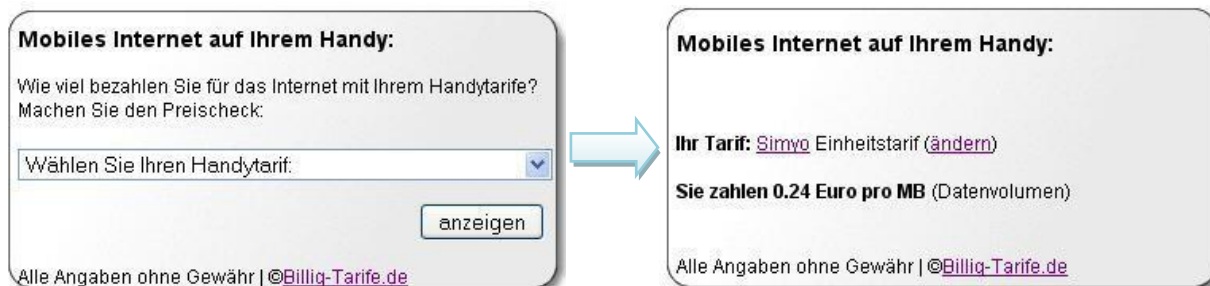 Mobiles Internet auf Ihrem Handy:
Wie viel bezahlen Sie für das Internet mit Ihrem Handytarife?
Machen Sie den Preischeck:
Wählen Sie Ihren Handytarif:
anzeigen
Alle Angaben ohne Gewähr | ©Billig-Tarife.de
Mobiles Internet auf Ihrem Handy:
Ihr Tarif: Simyo Einheitstarif (ändern)
Sie zahlen 0.24 Euro pro MB (Datenvolumen)
Alle Angaben ohne Gewähr | ©Billig-Tarife.de